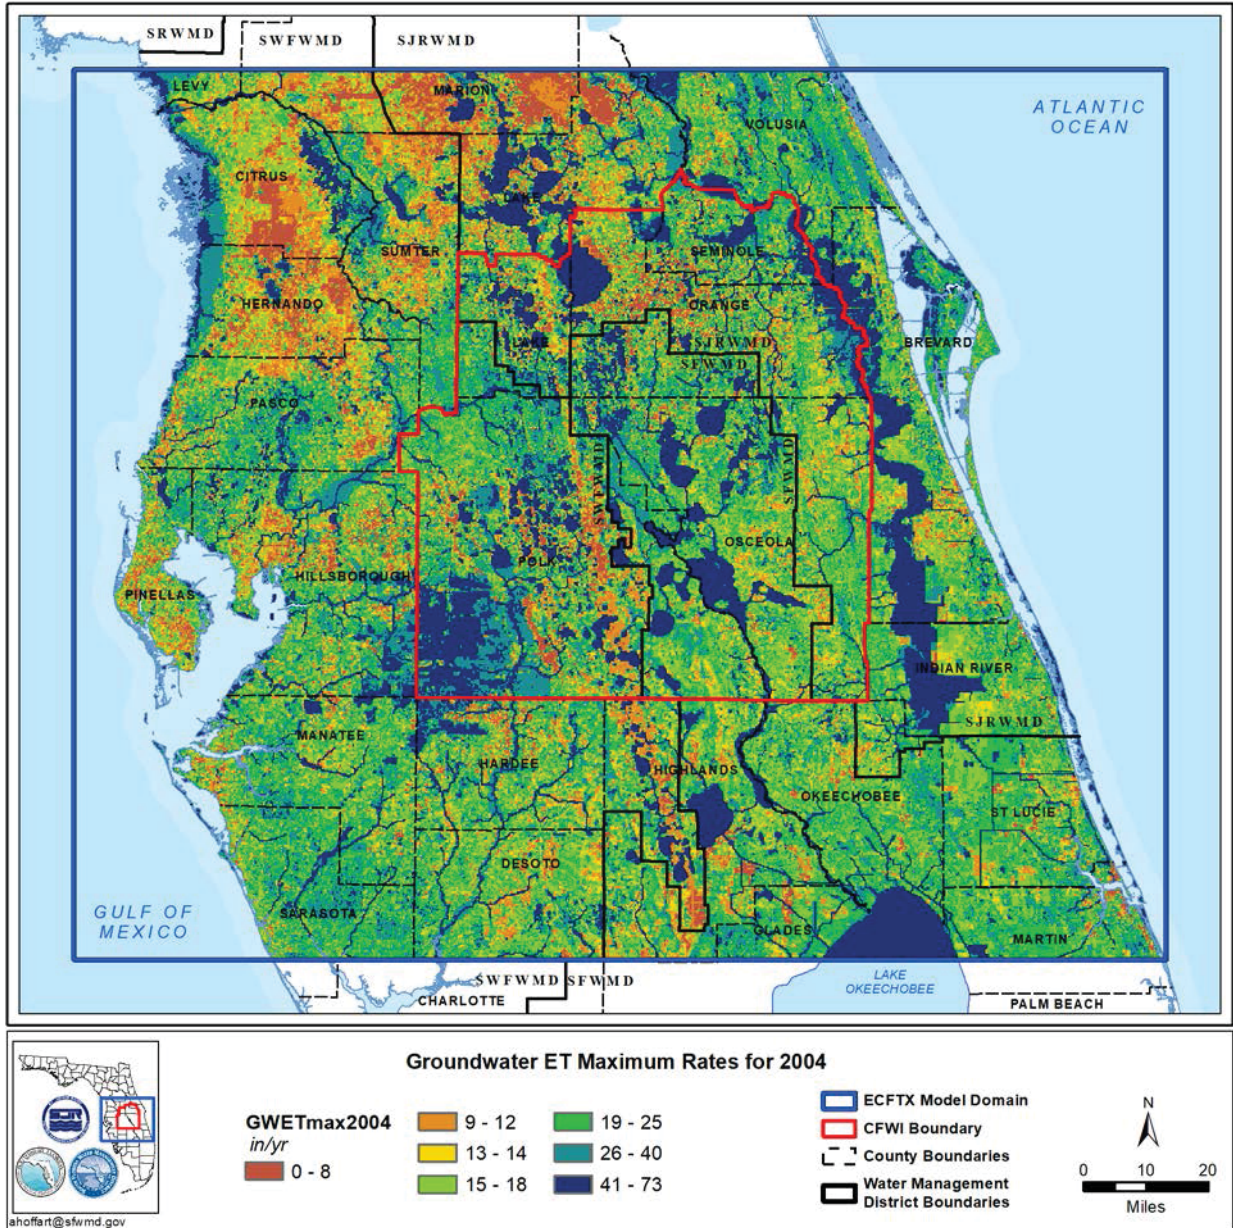 SRWMD
SWFWMD
SJRWMD
LEVY
MARION
VOLUSIA
ATLANTIC
OCEAN
CITRUS
LAKE
SUMTER
SEMINOLE
HERNANDO
ORANGE
LAKE
SJRWMD
SFWMD
BREVARD
PASCO
SWFWMD
SFWMD
OSCEOLA
POLK
HILLSBOROUGH
PINELLAS
INDIAN RIVER
SJRWMD
MANATEE
HARDEE
HIGHLANDS
OKEECHOBEE
ST LUCIE
DESOTO
SARASOTA
GULF OF
MEXICO
GLADES
MARTIN
SWFWMD
SFWMD
CHARLOTTE
LAKE
OKEECHOBEE
PALM BEACH
Groundwater ET Maximum Rates for 2004
GWETmax2004
in/yr
0 - 8
9 - 12
13 - 14
15 - 18
19 - 25
26 - 40
41 - 73
ECFTX Model Domain
CFWI Boundary
County Boundaries
Water Management
District Boundaries
N
0 10 20
Miles
SJR
ahoffart@sfwmd.gov